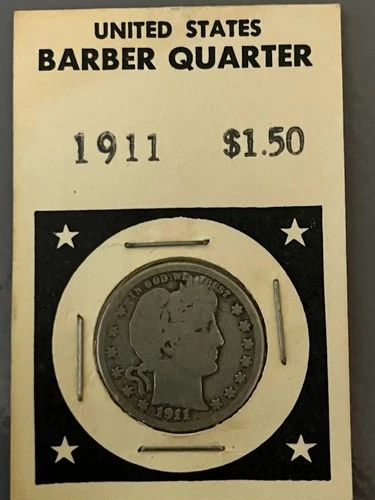 UNITED STATES
BARBER QUARTER
1911 $1.50
IN GOD WE TRUST
1911